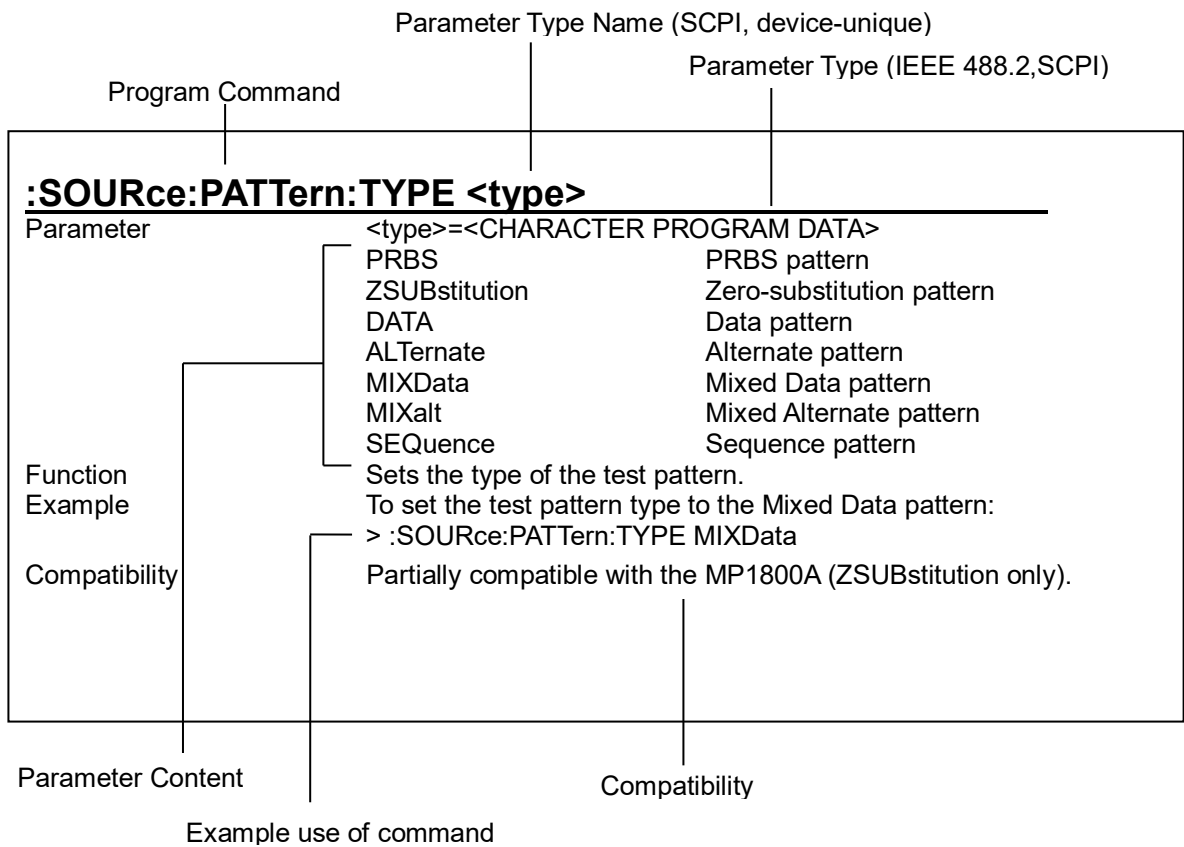 Parameter Type Name (SCPI, device-unique)
Parameter Type (IEEE 488.2,SCPI)
Program Command
:SOURce:PATTern:TYPE <type>
Parameter <type>=<CHARACTER PROGRAM DATA>
PRBS PRBS pattern
ZSUBstitution Zero-substitution pattern
DATA Data pattern
ALTernate Alternate pattern
MIXData Mixed Data pattern
MIXalt Mixed Alternate pattern
SEQuence Sequence pattern
Function Sets the type of the test pattern.
Example To set the test pattern type to the Mixed Data pattern:
> :SOURce:PATTern:TYPE MIXData
Compatibility Partially compatible with the MP1800A (ZSUBstitution only).
Parameter Content
Compatibility
Example use of command